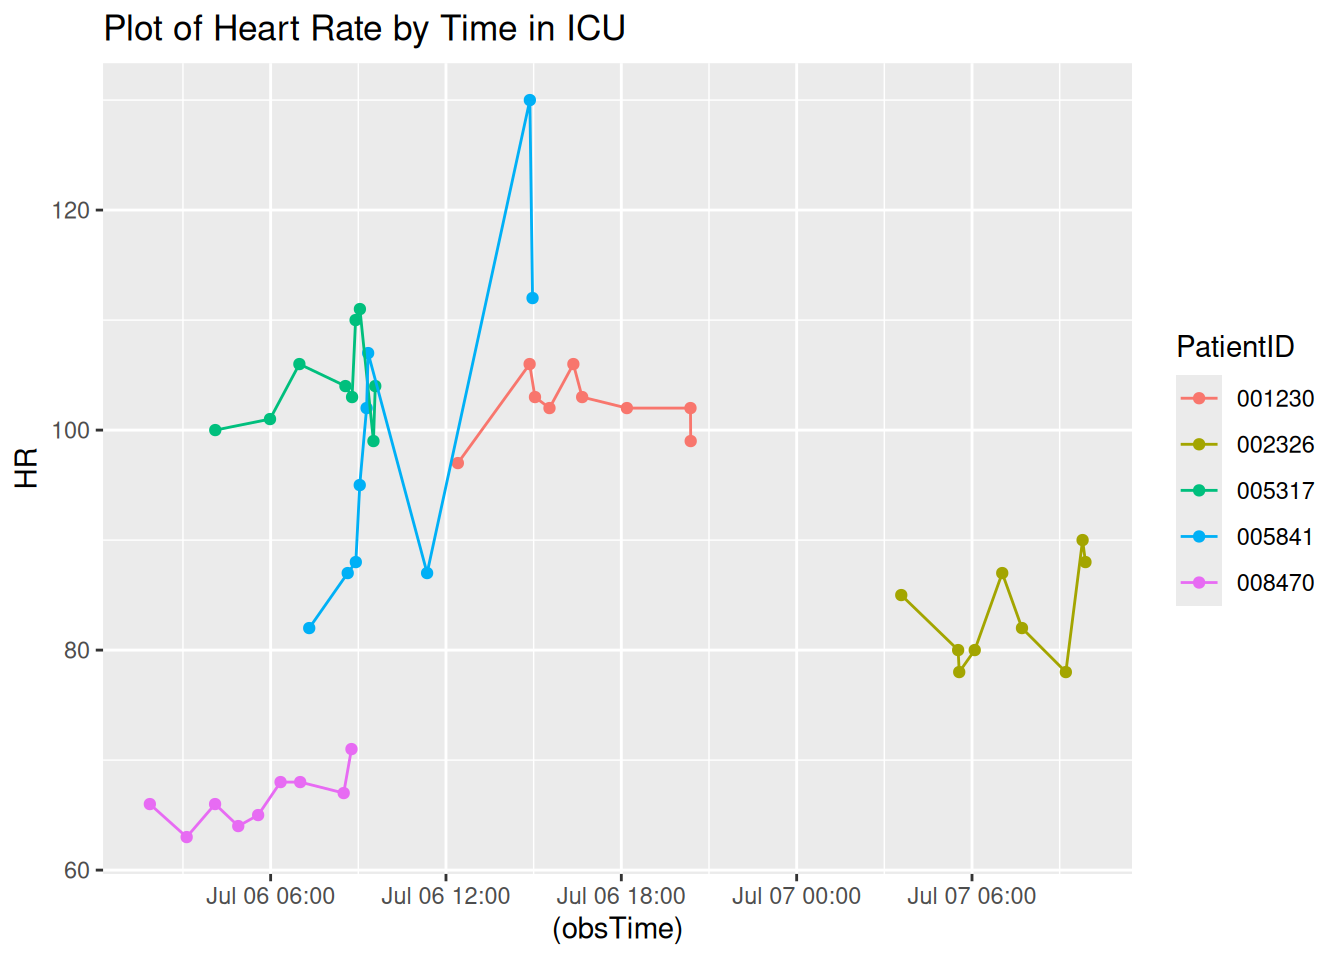 Plot of Heart Rate by Time in ICU
HR
120
100
80
60
Jul 06 06:00 Jul 06 12:00 Jul 06 18:00 Jul 07 00:00 Jul 07 06:00
(obsTime)
PatientID
001230
002326
005317
005841
008470